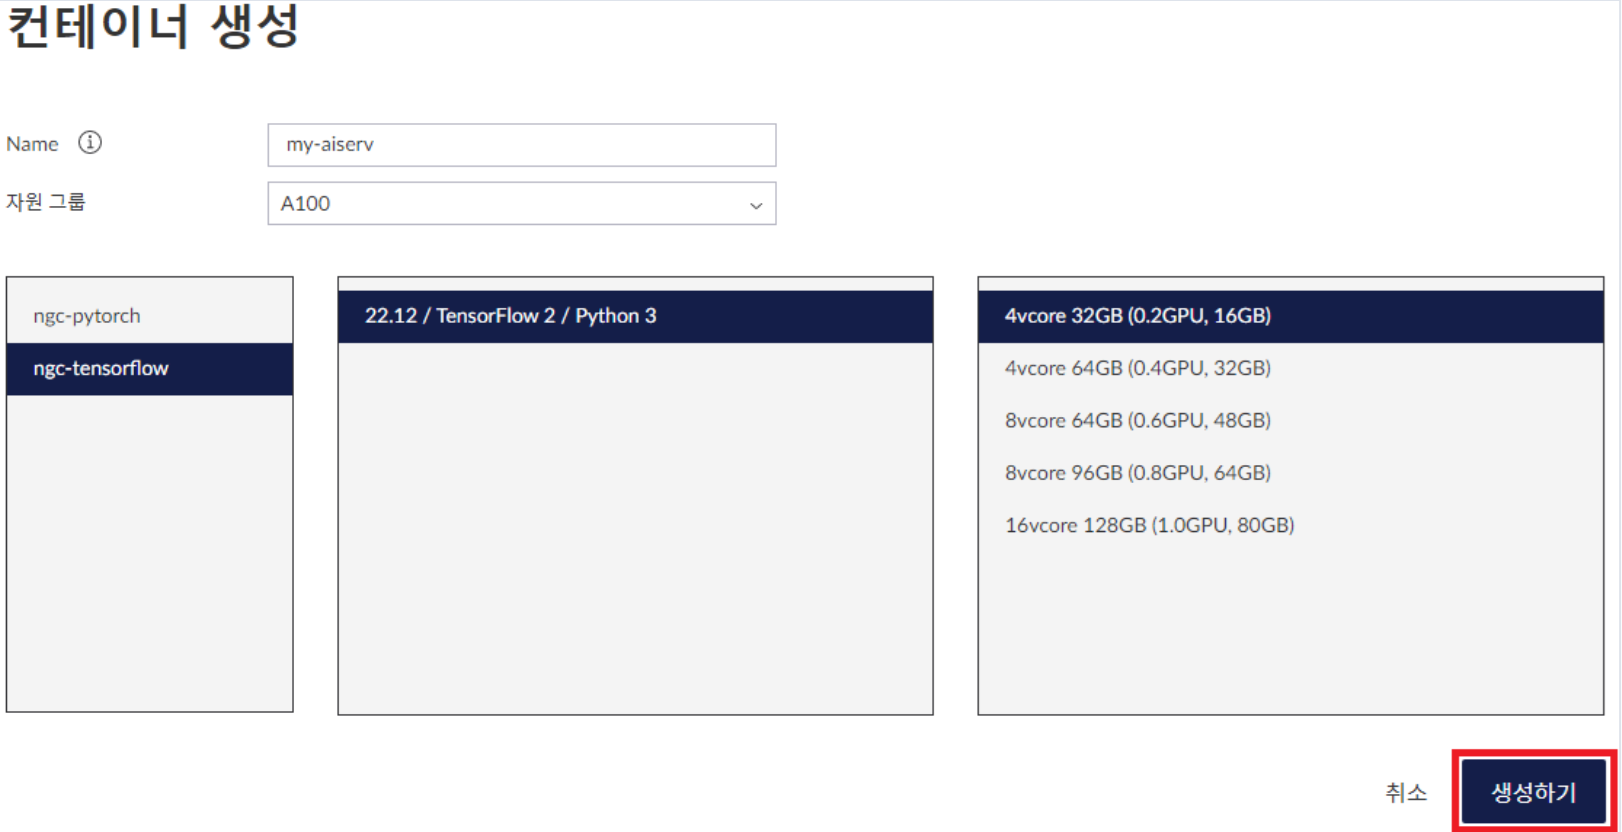 컨테이너 생성
Name
my-aiserv
자원 그룹
A100
ngc-pytorch
ngc-tensorflow
22.12 / TensorFlow 2 / Python 3
4vcore 32GB (0.2GPU, 16GB)
4vcore 64GB (0.4GPU, 32GB)
8vcore 64GB (0.6GPU, 48GB)
8vcore 96GB (0.8GPU, 64GB)
16vcore 128GB (1.0GPU, 80GB)
취소
생성하기